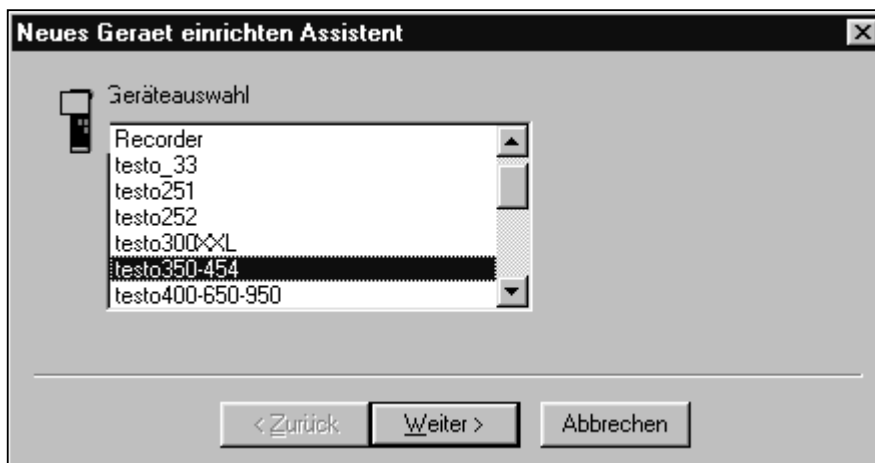 Neues Geraet einrichten Assistent
Geräteauswahl
Recorder
testo_33
testo251
testo252
testo300XXL
testo350-454
testo400-650-950
< Zurück
Weiter >
Abbrechen